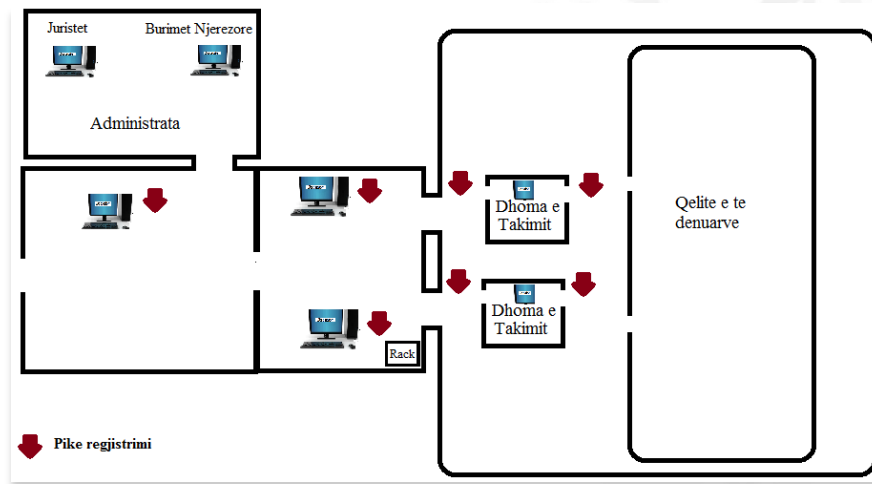 Juristet
Burimet Njerezore
Administrata
Dhoma e
Takimit
Qelite e te
denuarve
Dhoma e
Takimit
Rack
Pike regjistrimi